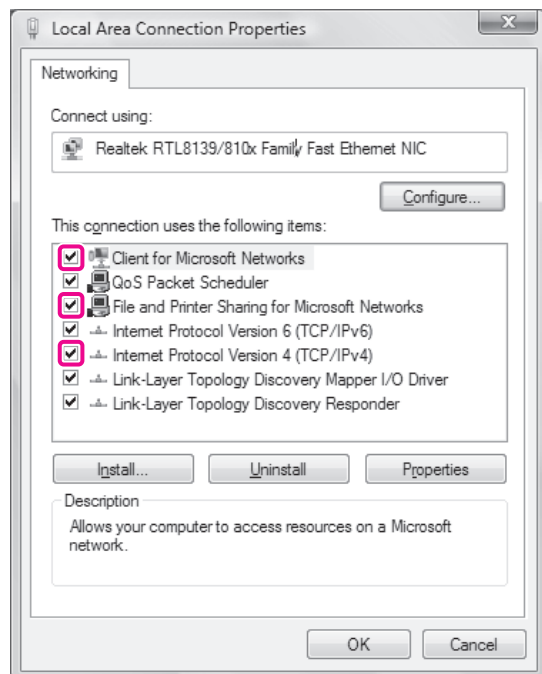 Local Area Connection Properties
Networking
Connect using:
Realtek RTL8139/810x Family Fast Ethernet NIC
Configure...
This connection uses the following items:
Client for Microsoft Networks
QoS Packet Scheduler
File and Printer Sharing for Microsoft Networks
Internet Protocol Version 6 (TCP/IPv6)
Internet Protocol Version 4 (TCP/IPv4)
Link-Layer Topology Discovery Mapper I/O Driver
Link-Layer Topology Discovery Responder
Install...
Uninstall
Properties
Description
Allows your computer to access resources on a Microsoft
network.
OK
Cancel